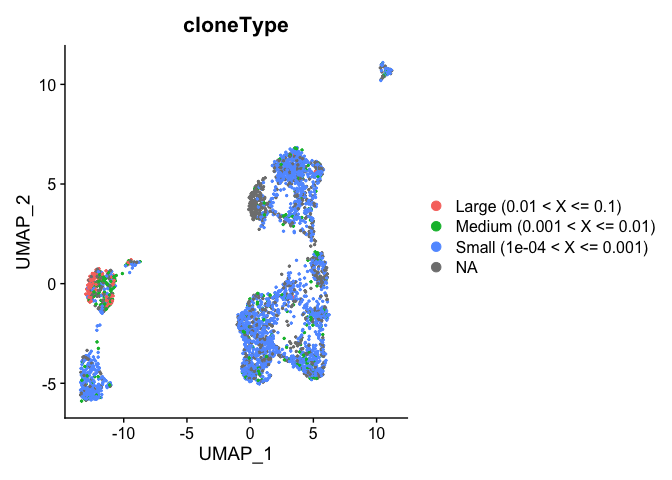 cloneType
10
5
0
-5
UMAP_2
-10
-5
0
5
10
UMAP_1
Large (0.01 < X <= 0.1)
Medium (0.001 < X <= 0.01)
Small (1e-04 < X <= 0.001)
NA